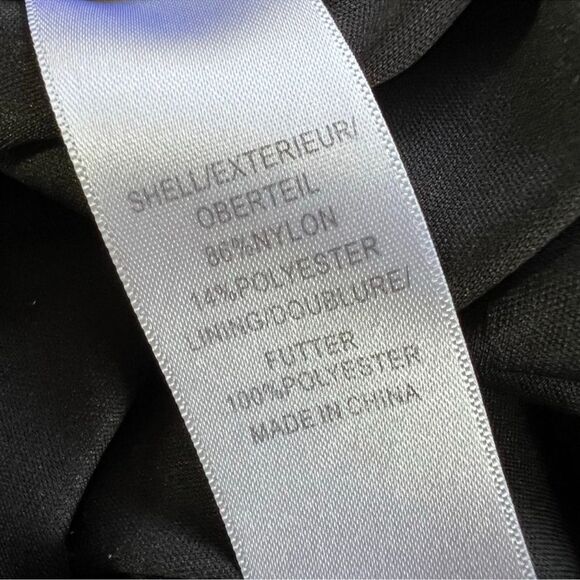 SHELL/EXTERIEUR/
OBERTEIL
86%NYLON
14%POLYESTER
LINING/DOUBLURE/
FUTTER
100%POLYESTER
MADE IN CHINA